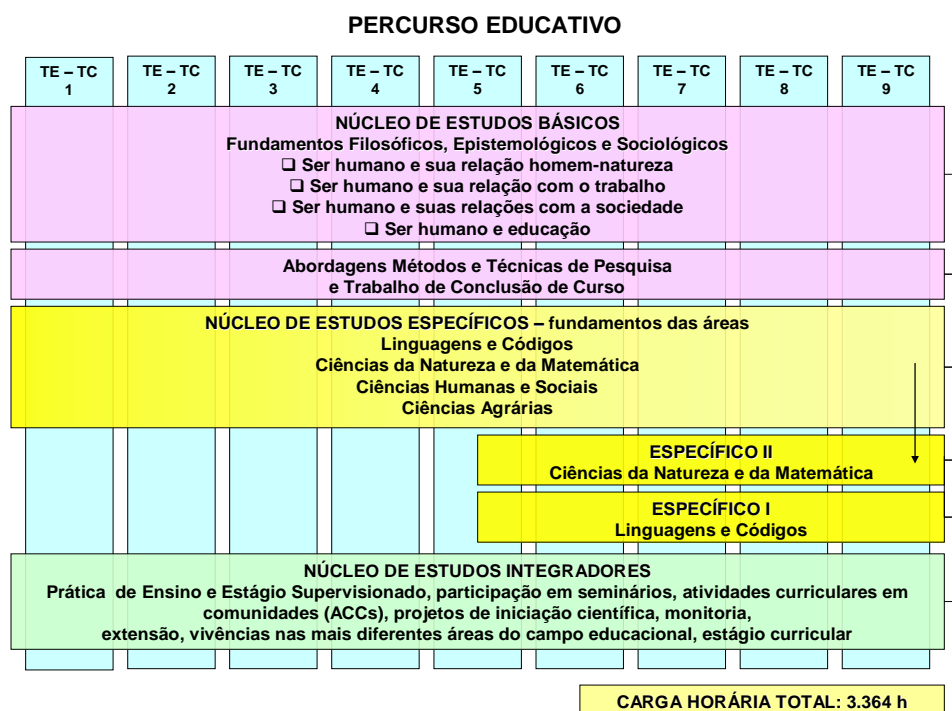 PERCURSO EDUCATIVO
TE – TC
1
TE – TC
2
TE – TC
3
TE – TC
4
TE – TC
5
TE – TC
6
TE – TC
7
TE – TC
8
TE – TC
9
NÚCLEO DE ESTUDOS BÁSICOS
Fundamentos Filosóficos, Epistemológicos e Sociológicos
❑ Ser humano e sua relação homem-natureza
❑ Ser humano e sua relação com o trabalho
❑ Ser humano e suas relações com a sociedade
❑ Ser humano e educação
Abordagens Métodos e Técnicas de Pesquisa
e Trabalho de Conclusão de Curso
NÚCLEO DE ESTUDOS ESPECÍFICOS – fundamentos das áreas
Linguagens e Códigos
Ciências da Natureza e da Matemática
Ciências Humanas e Sociais
Ciências Agrárias
ESPECÍFICO II
Ciências da Natureza e da Matemática
ESPECÍFICO I
Linguagens e Códigos
NÚCLEO DE ESTUDOS INTEGRADORES
Prática de Ensino e Estágio Supervisionado, participação em seminários, atividades curriculares em
comunidades (ACCs), projetos de iniciação científica, monitoria,
extensão, vivências nas mais diferentes áreas do campo educacional, estágio curricular
CARGA HORÁRIA TOTAL: 3.364 h